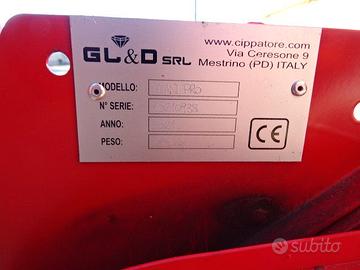 GL&D SRL
www.cippatore.com
Via Ceresone 9
Mestrino (PD) ITALY
MODELLO:
N° SERIE:
ANNO:
PESO:
CE
subito